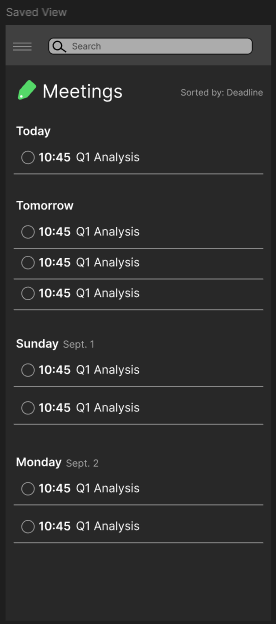 Saved View
Search
Meetings
Sorted by: Deadline
Today
10:45 Q1 Analysis
Tomorrow
10:45 Q1 Analysis
10:45 Q1 Analysis
10:45 Q1 Analysis
Sunday Sept. 1
10:45 Q1 Analysis
10:45 Q1 Analysis
Monday Sept. 2
10:45 Q1 Analysis
10:45 Q1 Analysis